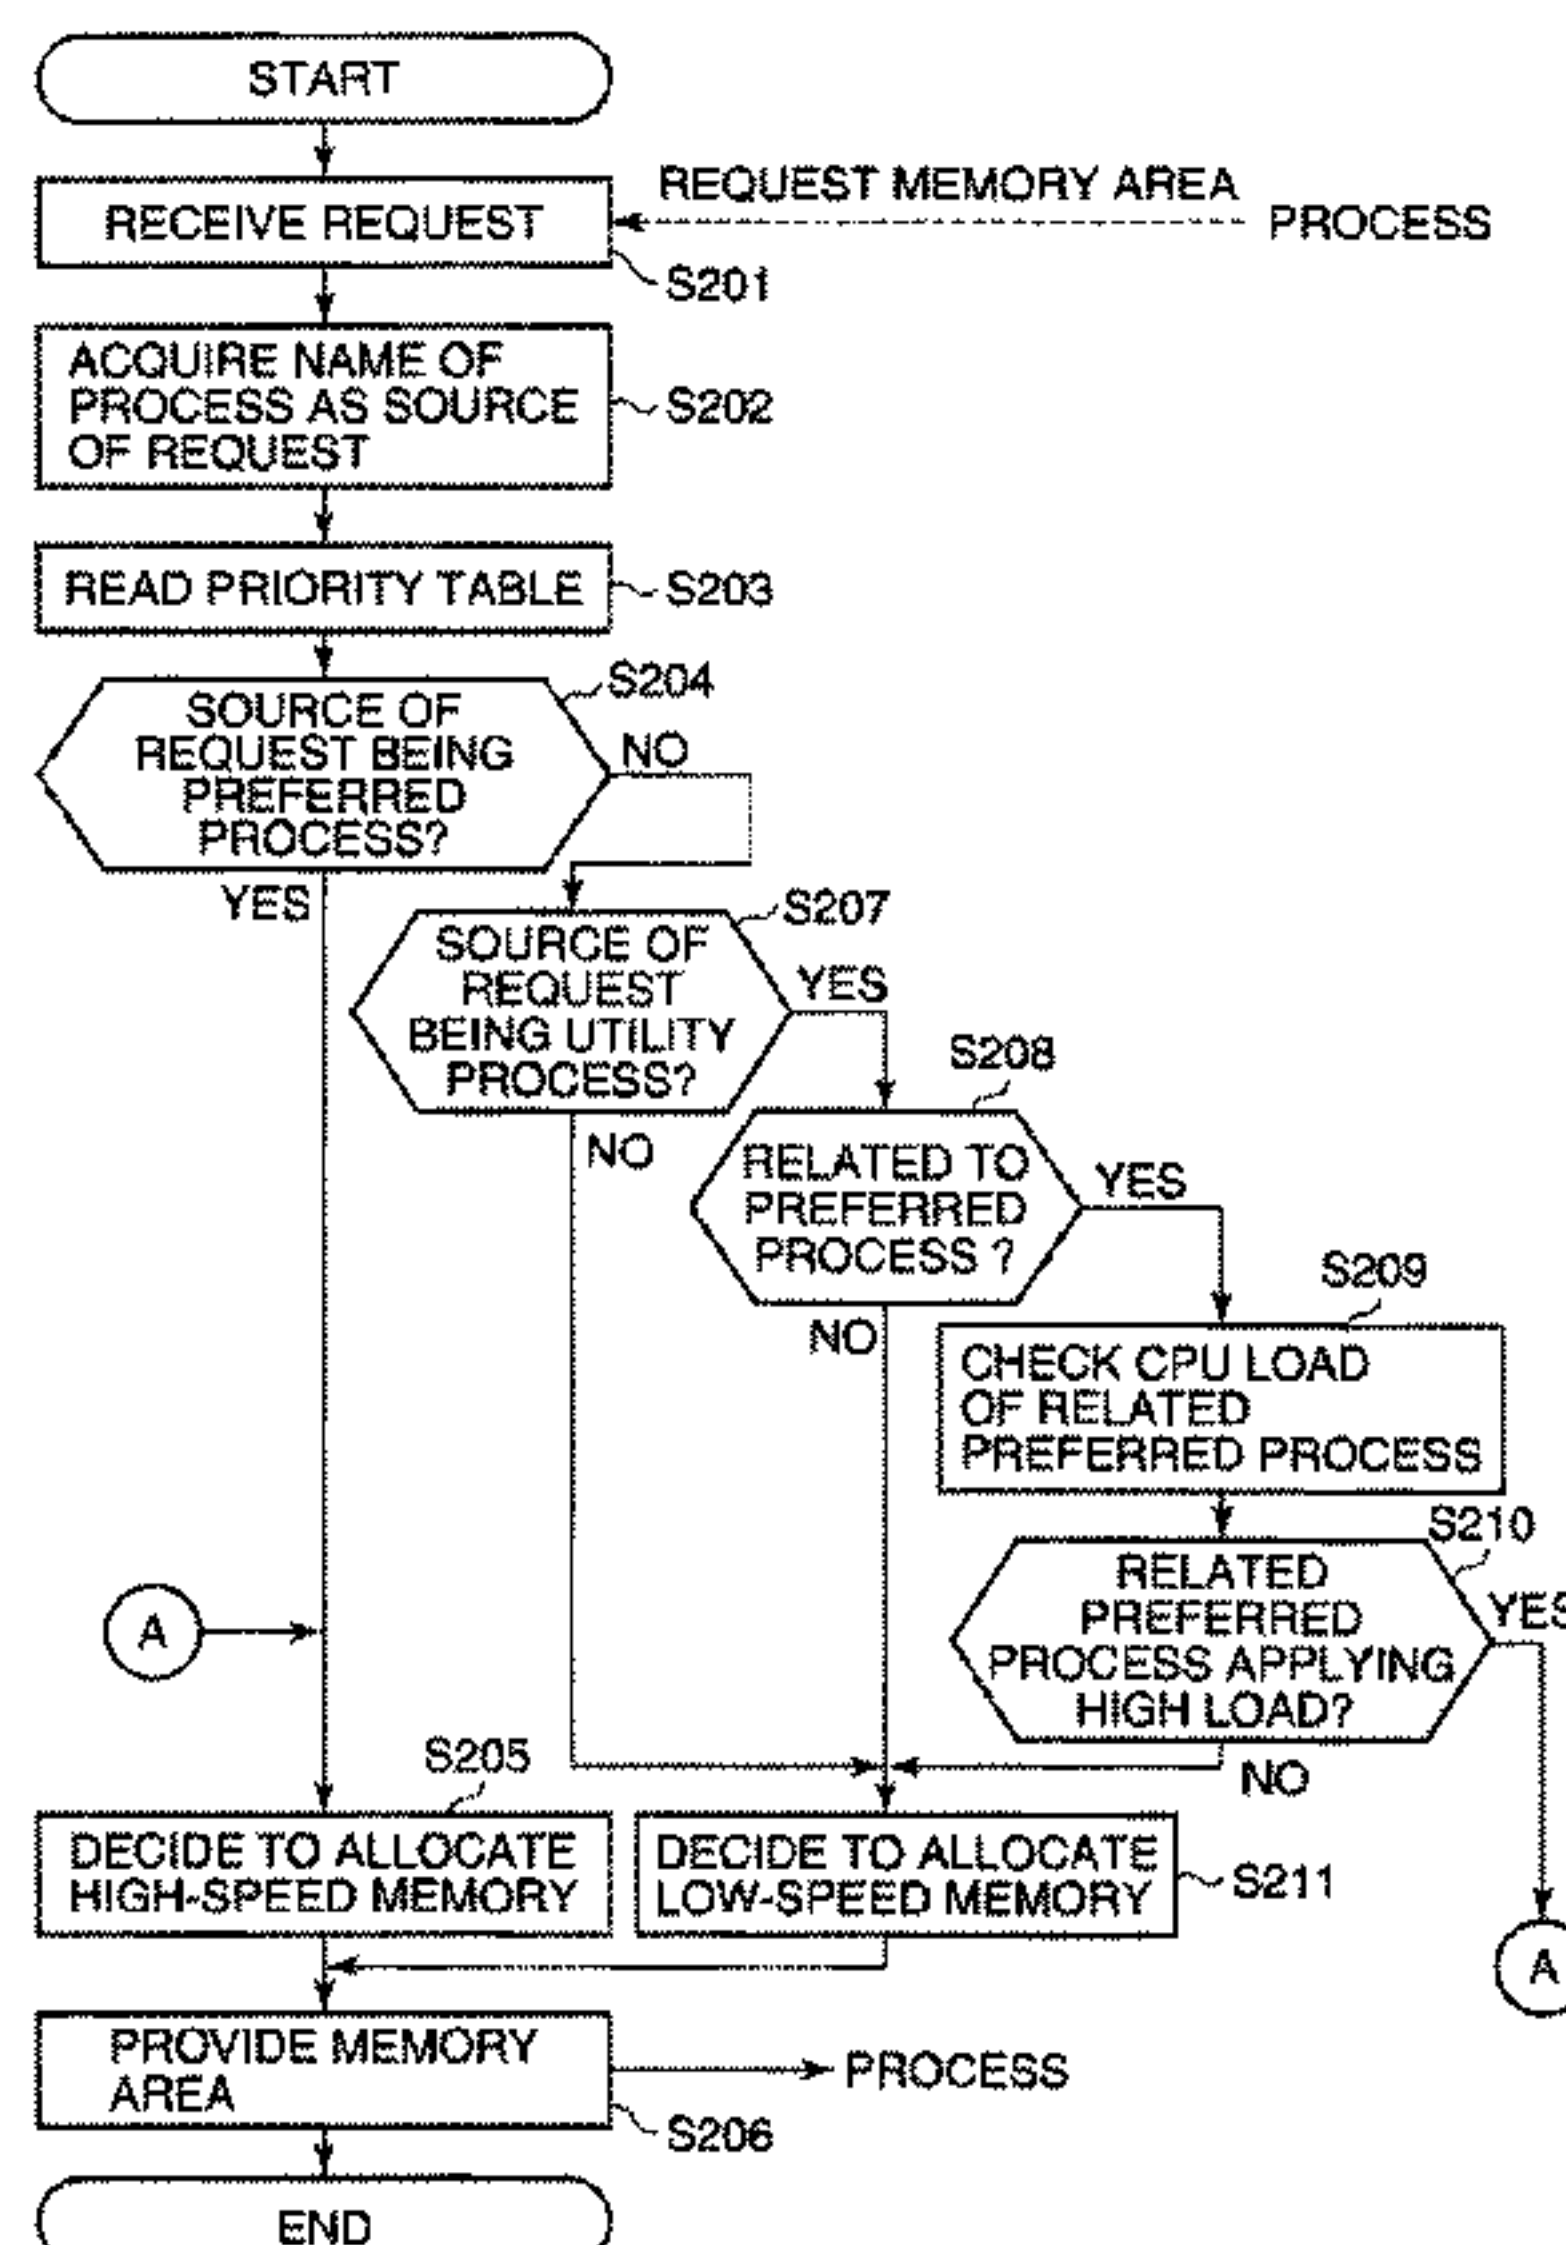 START
REQUEST MEMORY AREA
RECEIVE REQUEST
PROCESS
S201
ACQUIRE NAME OF
PROCESS AS SOURCE
OF REQUEST
S202
READ PRIORITY TABLE
S203
S204
SOURCE OF
REQUEST BEING
PREFERRED
PROCESS?
NO
YES
S207
SOURCE OF
REQUEST
BEING UTILITY
PROCESS?
YES
NO
S208
RELATED TO
PREFERRED
PROCESS ?
YES
NO
S209
CHECK CPU LOAD
OF RELATED
PREFERRED PROCESS
S210
RELATED
PREFERRED
PROCESS APPLYING
HIGH LOAD?
YES
NO
A
S205
DECIDE TO ALLOCATE
HIGH-SPEED MEMORY
DECIDE TO ALLOCATE
LOW-SPEED MEMORY
S211
A
PROVIDE MEMORY
AREA
PROCESS
S206
END